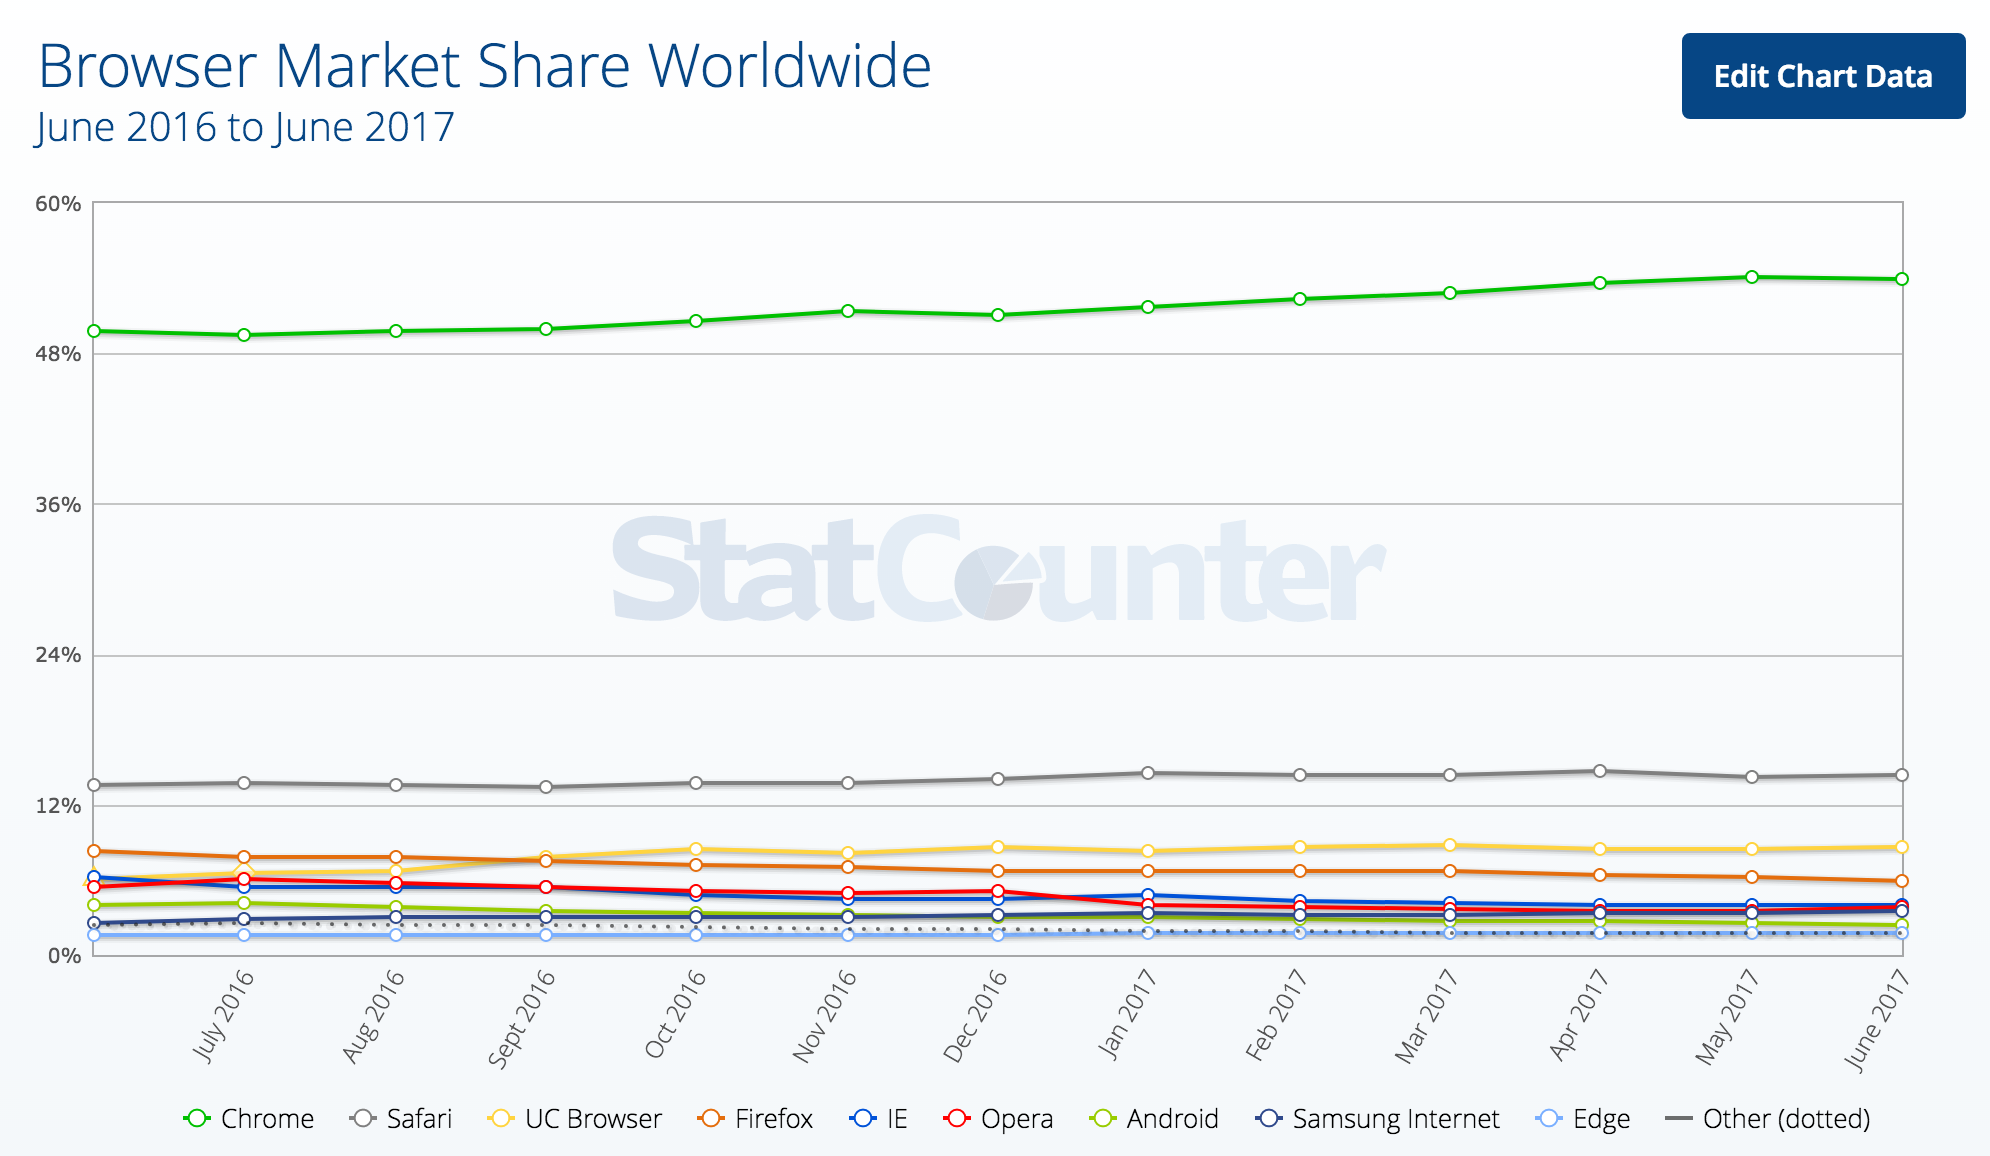 Browser Market Share Worldwide
June 2016 to June 2017
Edit Chart Data
60%
48%
36%
24%
12%
0%
StatCounter
July 2016
Aug 2016
Sept 2016
Oct 2016
Nov 2016
Dec 2016
Jan 2017
Feb 2017
Mar 2017
Apr 2017
May 2017
June 2017
Chrome Safari UC Browser Firefox IE Opera Android Samsung Internet Edge Other (dotted)